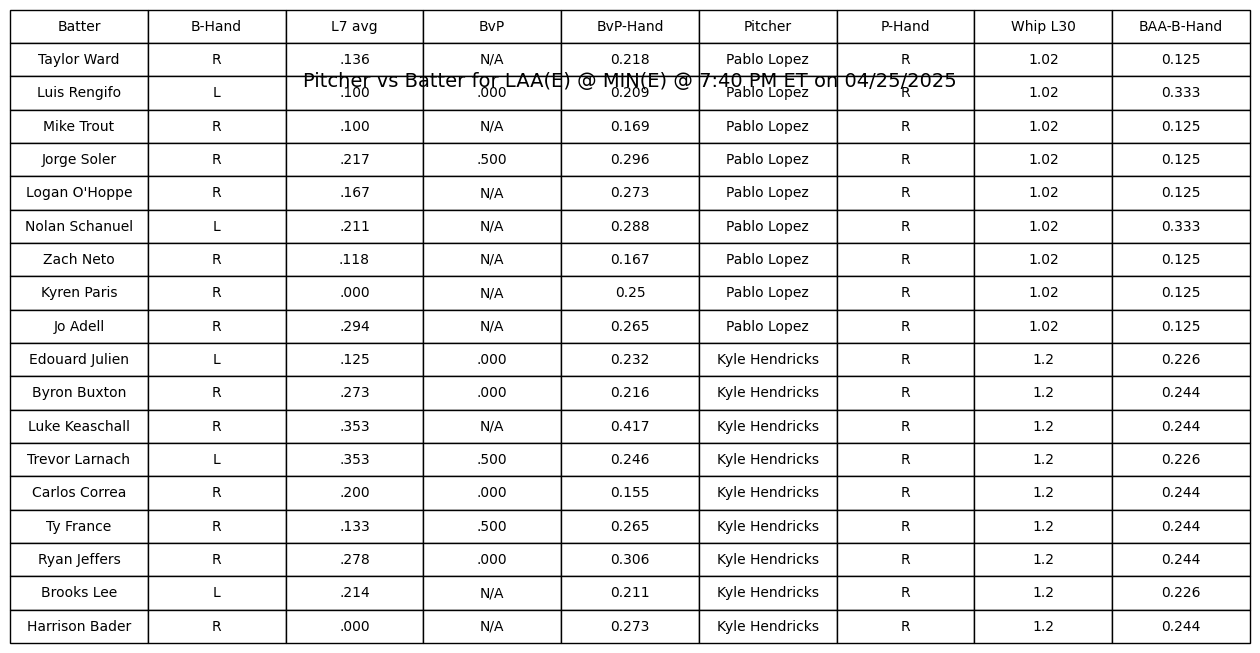 Batter B-Hand L7 avg BvP BvP-Hand Pitcher P-Hand Whip L30 BAA-B-Hand
Taylor Ward R .136 N/A 0.218 Pablo Lopez R 1.02 0.125
Pitcher vs Batter for LAA(E) @ MIN(E) @ 7:40 PM ET on 04/25/2025
Luis Rengifo L .100 .000 0.209 Pablo Lopez R 1.02 0.333
Mike Trout R .100 N/A 0.169 Pablo Lopez R 1.02 0.125
Jorge Soler R .217 .500 0.296 Pablo Lopez R 1.02 0.125
Logan O'Hoppe R .167 N/A 0.273 Pablo Lopez R 1.02 0.125
Nolan Schanuel L .211 N/A 0.288 Pablo Lopez R 1.02 0.333
Zach Neto R .118 N/A 0.167 Pablo Lopez R 1.02 0.125
Kyren Paris R .000 N/A 0.25 Pablo Lopez R 1.02 0.125
Jo Adell R .294 N/A 0.265 Pablo Lopez R 1.02 0.125
Edouard Julien L .125 .000 0.232 Kyle Hendricks R 1.2 0.226
Byron Buxton R .273 .000 0.216 Kyle Hendricks R 1.2 0.244
Luke Keaschall R .353 N/A 0.417 Kyle Hendricks R 1.2 0.244
Trevor Larnach L .353 .500 0.246 Kyle Hendricks R 1.2 0.226
Carlos Correa R .200 .000 0.155 Kyle Hendricks R 1.2 0.244
Ty France R .133 .500 0.265 Kyle Hendricks R 1.2 0.244
Ryan Jeffers R .278 .000 0.306 Kyle Hendricks R 1.2 0.244
Brooks Lee L .214 N/A 0.211 Kyle Hendricks R 1.2 0.226
Harrison Bader R .000 N/A 0.273 Kyle Hendricks R 1.2 0.244